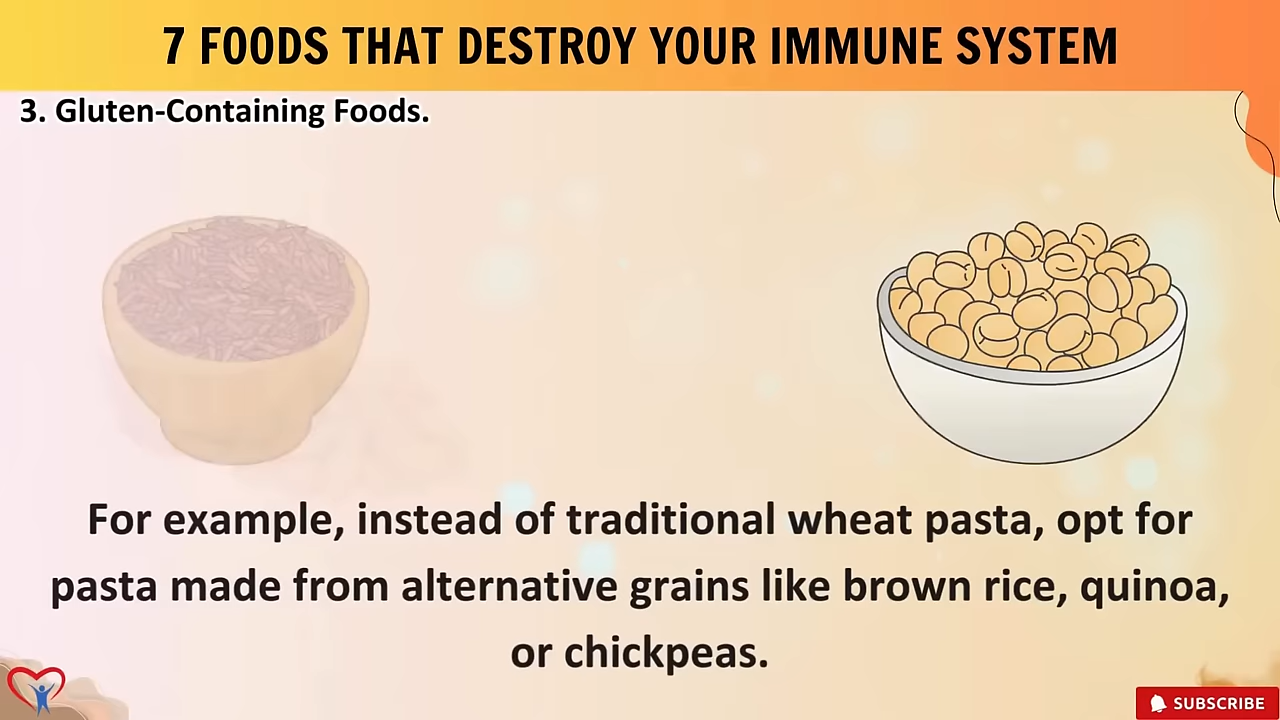 7 FOODS THAT DESTROY YOUR IMMUNE SYSTEM
3. Gluten-Containing Foods.
For example, instead of traditional wheat pasta, opt for
pasta made from alternative grains like brown rice, quinoa,
or chickpeas.
SUBSCRIBE